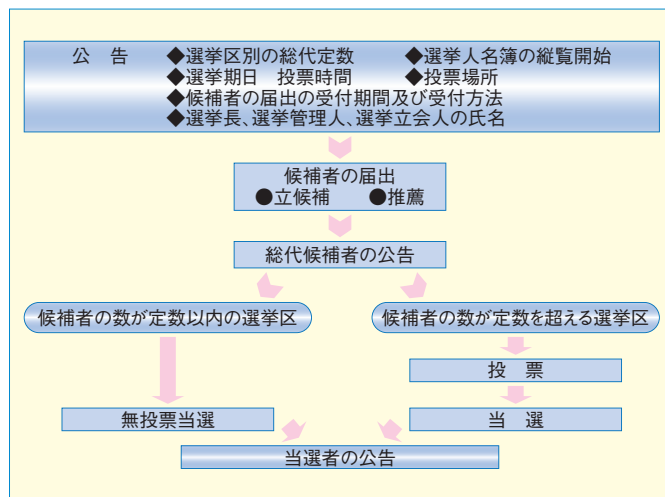 公　告　◆選挙区別の総代定数　◆選挙人名簿の縦覧開始
◆選挙期日　投票時間　◆投票場所
◆候補者の届出の受付期間及び受付方法
◆選挙長、選挙管理人、選挙立会人の氏名
候補者の届出
●立候補　●推薦
総代候補者の公告
候補者の数が定数以内の選挙区
候補者の数が定数を超える選挙区
投　票
無投票当選
当　選
当選者の公告